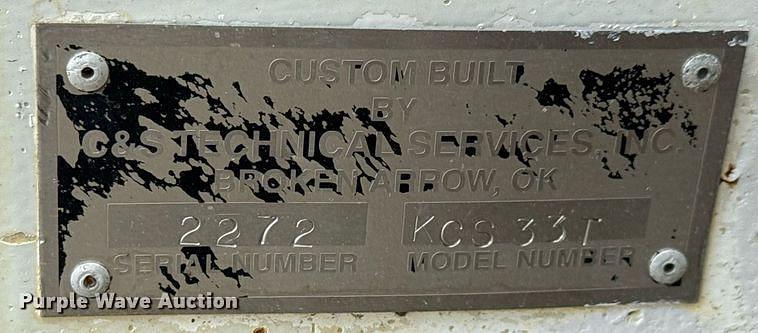 CUSTOM BUILT
BY
C&S TECHNICAL SERVICES, INC.
BROKEN ARROW, OK
2272 KCS 33T
SERIAL NUMBER MODEL NUMBER
Purple Wave Auction